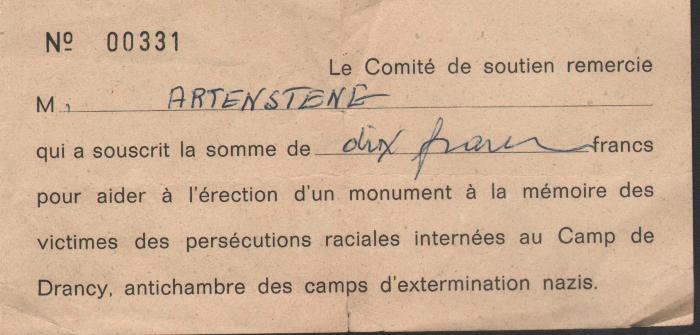 Nº 00331
Le Comité de soutien remercie
M. ARTENSTENE
qui a souscrit la somme de dix francs francs
pour aider à l'érection d'un monument à la mémoire des
victimes des persécutions raciales internées au Camp de
Drancy, antichambre des camps d'extermination nazis.